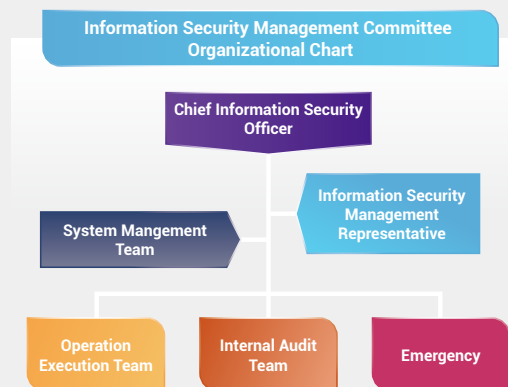 Information Security Management Committee
Organizational Chart
Chief Information Security
Officer
Information Security
Management
Representative
System Mangement
Team
Operation
Execution Team
Internal Audit
Team
Emergency